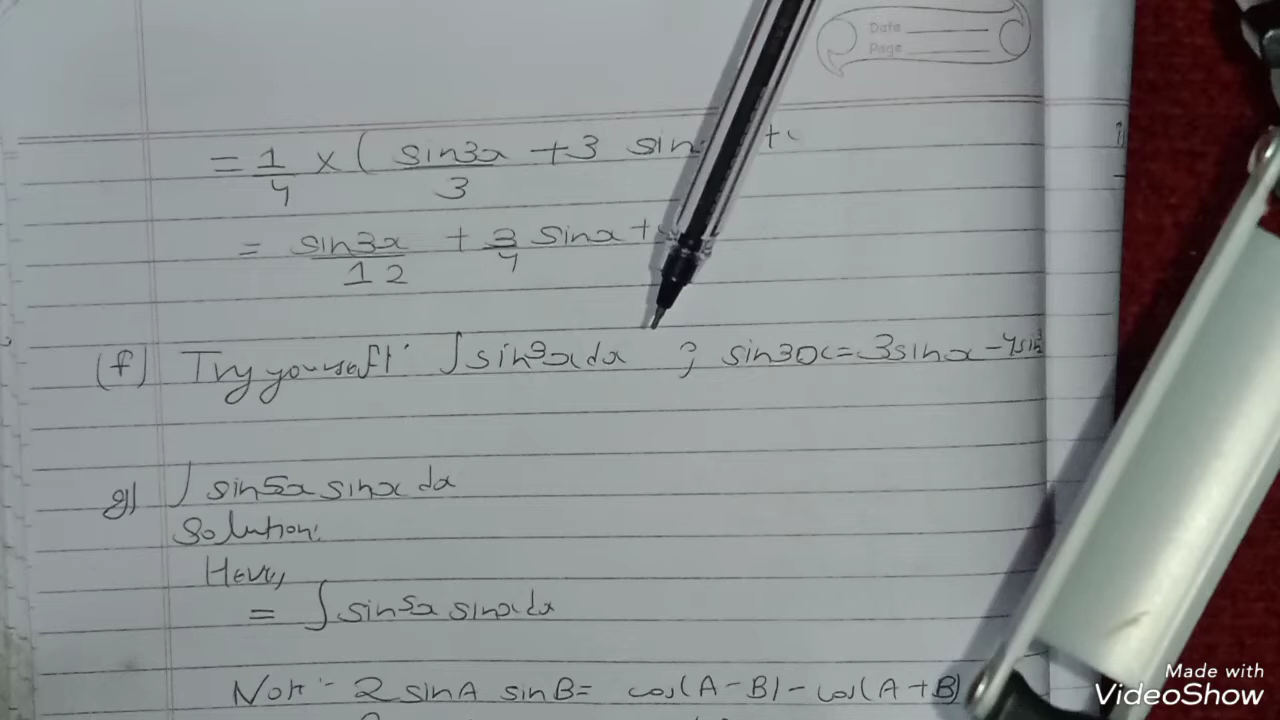 Date
Page
= 1/4 × ( sin3x/3 + 3 sin
= sin3x/12 + 3/4 sinx +
(f) Try yourself: ∫ sin³x dx ; sin3x = 3sinx - 4sin³
g) ∫ sin5x sinx dx
Solution:
Here,
= ∫ sin5x sinx dx
Note:- 2 sinA sinB = cos(A-B) - cos(A+B)
Made with
VideoShow